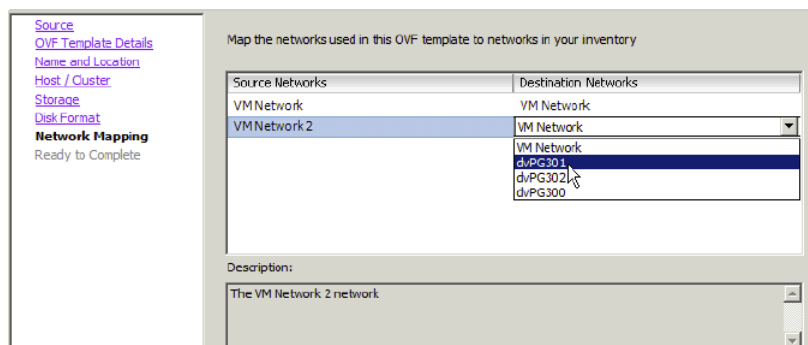 Source
OVF Template Details
Name and Location
Host / Cluster
Storage
Disk Format
Network Mapping
Ready to Complete
Map the networks used in this OVF template to networks in your inventory
Source Networks Destination Networks
VM Network VM Network
VM Network 2 VM Network
VM Network
dvPG301
dvPG302
dvPG300
Description:
The VM Network 2 network